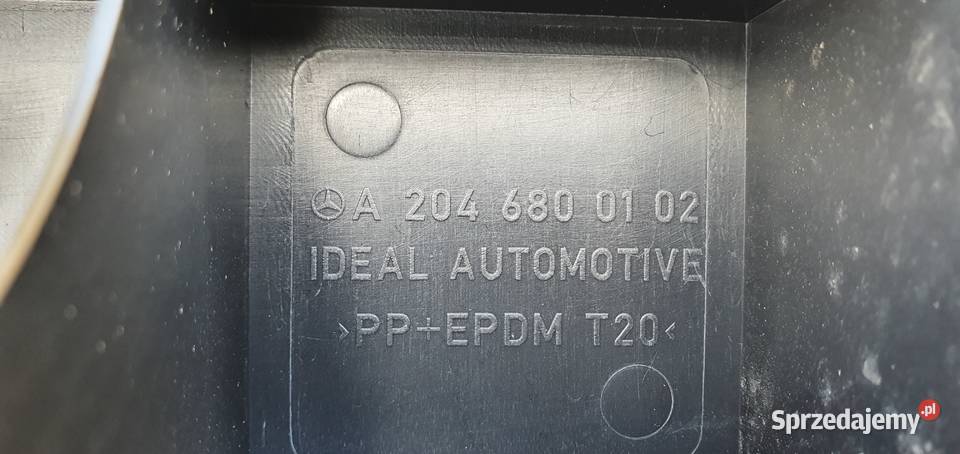 A 204 680 01 02
IDEAL AUTOMOTIVE
>PP+EPDM T20<
Sprzedajemy.pl